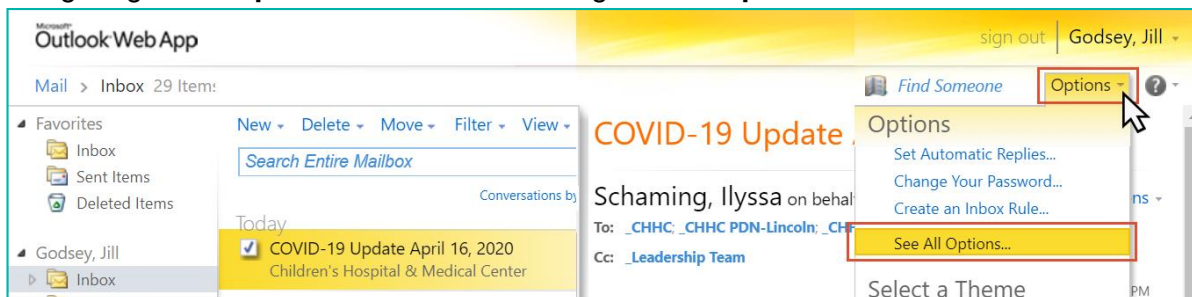 Microsoft®
Outlook Web App
sign out | Godsey, Jill
Mail > Inbox 29 Items
Find Someone
Options
?
Favorites
Inbox
Sent Items
Deleted Items
Godsey, Jill
Inbox
New
Delete
Move
Filter
View
Search Entire Mailbox
Conversations by
Today
COVID-19 Update April 16, 2020
Children's Hospital & Medical Center
COVID-19 Update
Schaming, Ilyssa on behal
To: _CHHC; _CHHC PDN-Lincoln;
Cc: _Leadership Team
Options
Set Automatic Replies...
Change Your Password...
Create an Inbox Rule...
See All Options...
Select a Theme
ns
PM